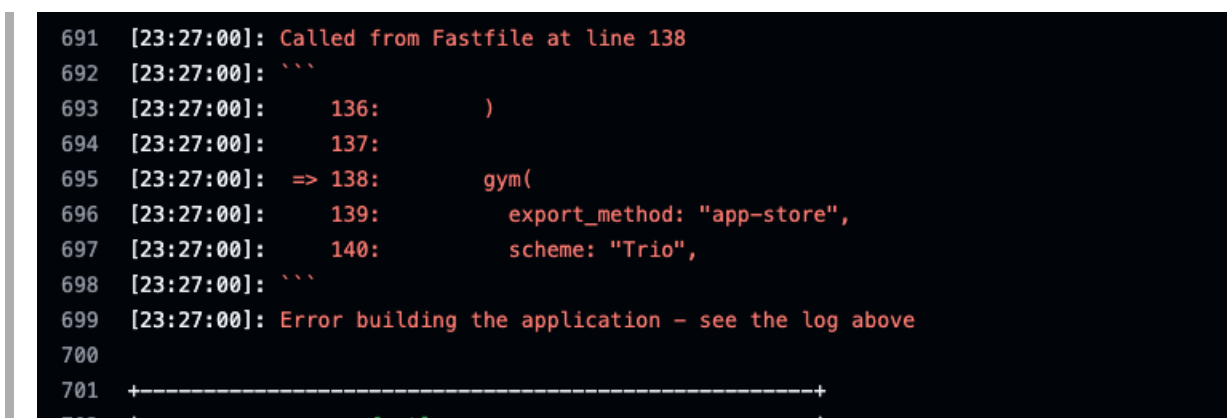 691 [23:27:00]: Called from Fastfile at line 138
692 [23:27:00]: ```
693 [23:27:00]:     136:        )
694 [23:27:00]:     137:
695 [23:27:00]:  => 138:        gym(
696 [23:27:00]:     139:          export_method: "app-store",
697 [23:27:00]:     140:          scheme: "Trio",
698 [23:27:00]: ```
699 [23:27:00]: Error building the application - see the log above
700
701 +------------------------------------------------------+